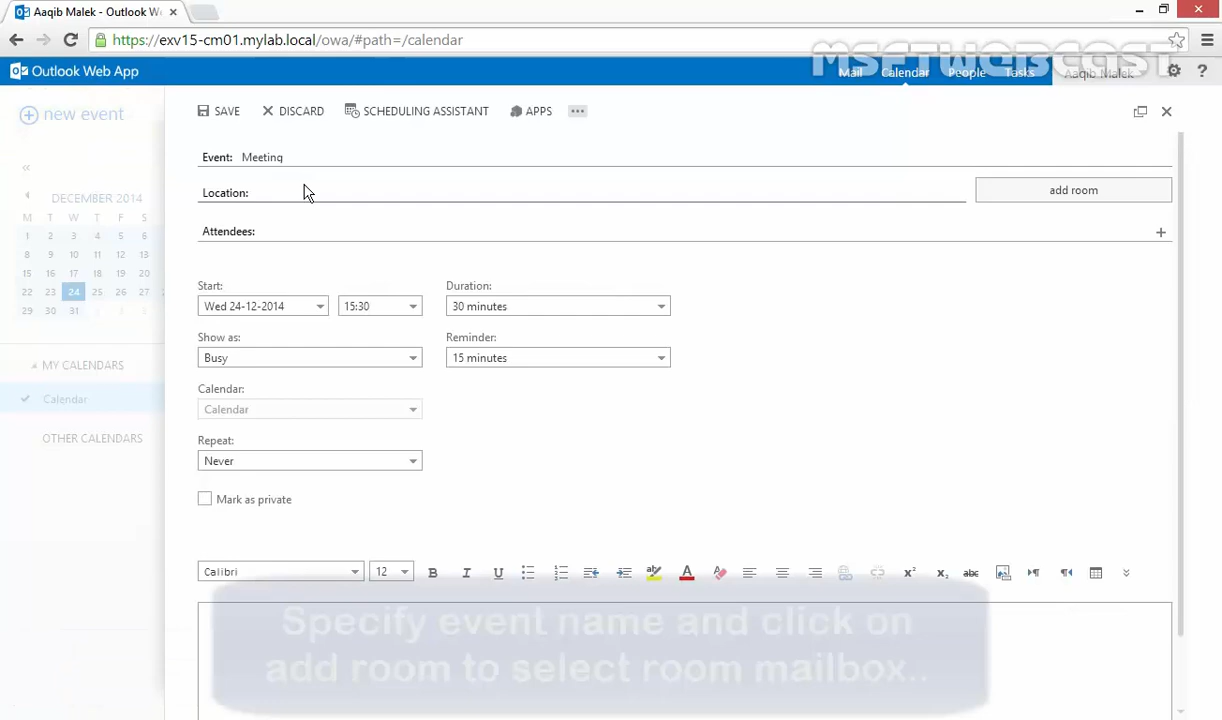 Aaqib Malek - Outlook W
https://exv15-cm01.mylab.local/owa/#path=/calendar
MSFTWEBCAST
Outlook Web App
Mail Calendar People Tasks Aaqib Malek ?
new event
SAVE DISCARD SCHEDULING ASSISTANT APPS
Event: Meeting
Location: add room
Attendees:
«
DECEMBER 2014
M T W T F S
1 2 3 4 5 6
8 9 10 11 12 13
15 16 17 18 19 20
22 23 24 25 26 27
29 30 31
MY CALENDARS
Calendar
OTHER CALENDARS
Start: Duration:
Wed 24-12-2014 15:30 30 minutes
Show as: Reminder:
Busy 15 minutes
Calendar:
Calendar
Repeat:
Never
Mark as private
Calibri 12 B I U ab A x² x₂ abc
Specify event name and click on
add room to select room mailbox..